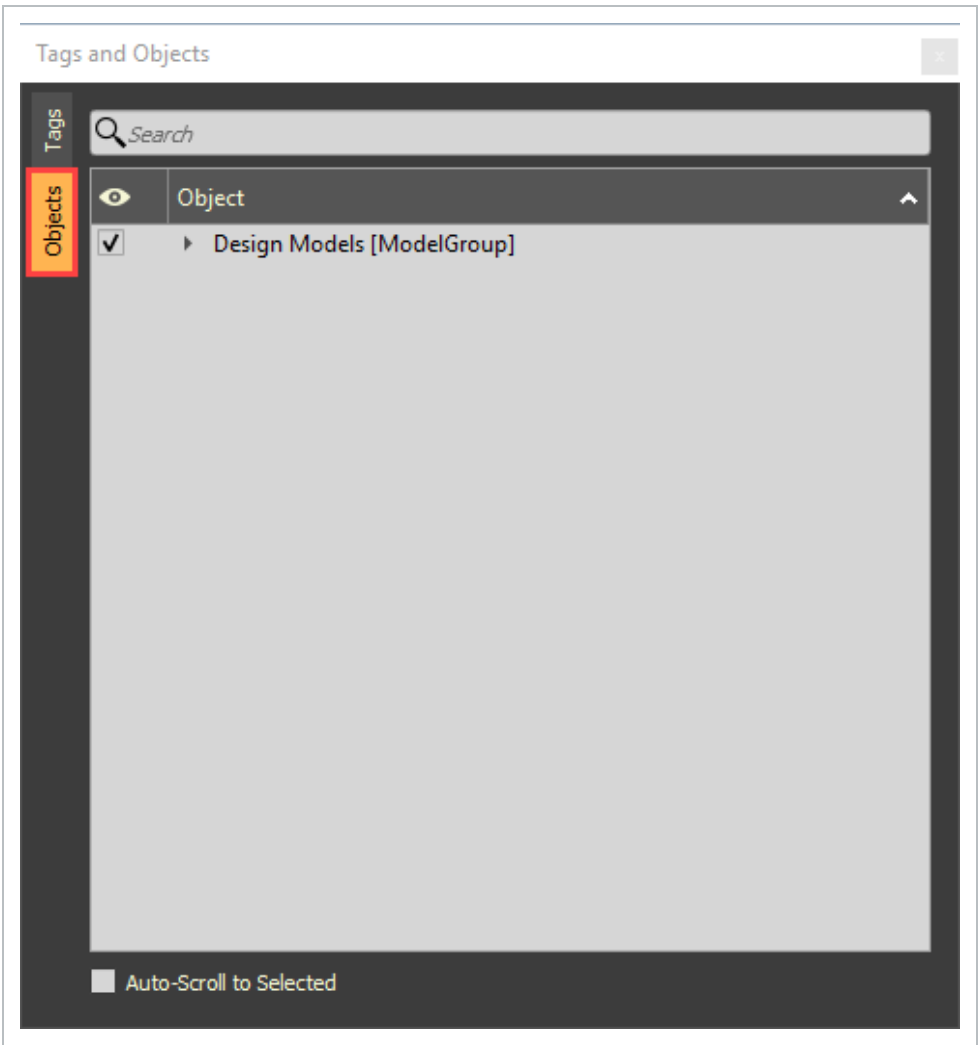 Tags and Objects
x
Tags
Search
Objects
Object
Design Models [ModelGroup]
Auto-Scroll to Selected